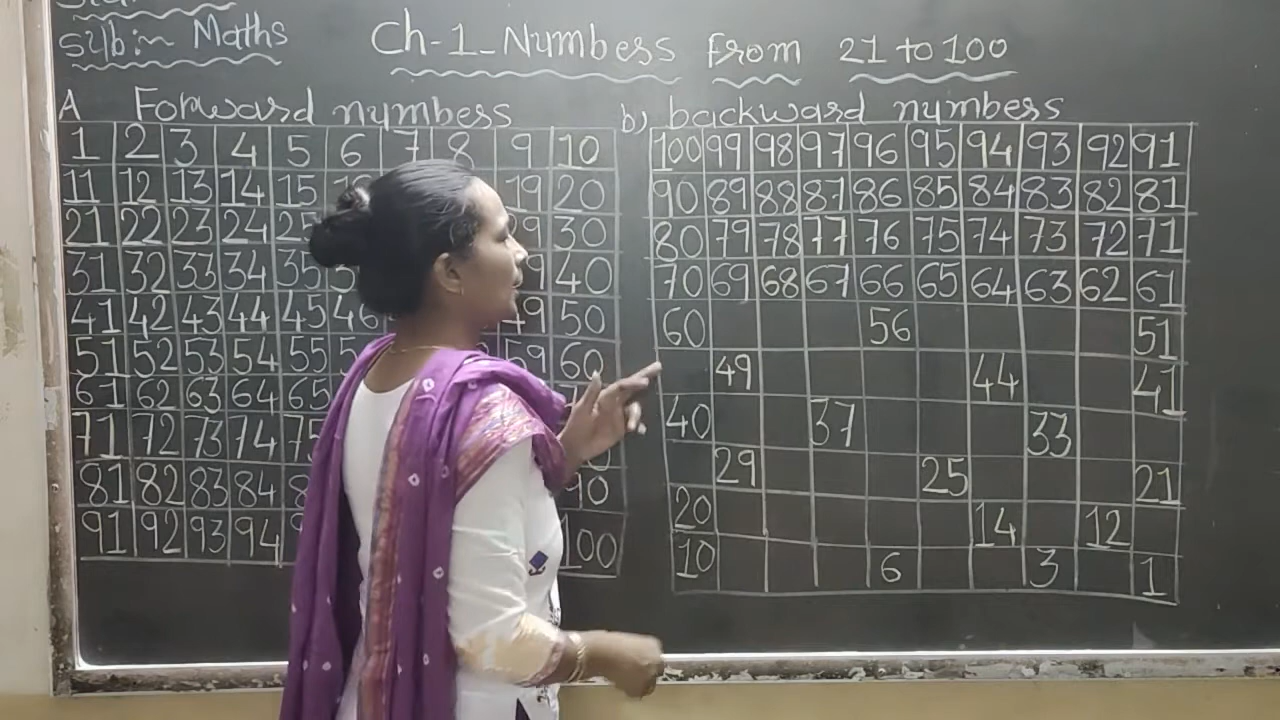 Sub:- Maths
Ch-1 - Numbers from 21 to 100
A Forward numbers
1 2 3 4 5 6 7 8 9 10
11 12 13 14 15 19 20
21 22 23 24 25 30
31 32 33 34 35 40
41 42 43 44 45 46 49 50
51 52 53 54 55 59 60
61 62 63 64 65
71 72 73 74 75
81 82 83 84 90
91 92 93 94 100
b) backward numbers
100 99 98 97 96 95 94 93 92 91
90 89 88 87 86 85 84 83 82 81
80 79 78 77 76 75 74 73 72 71
70 69 68 67 66 65 64 63 62 61
60 56 51
49 44 41
40 37 33
29 25 21
20 14 12
10 6 3 1